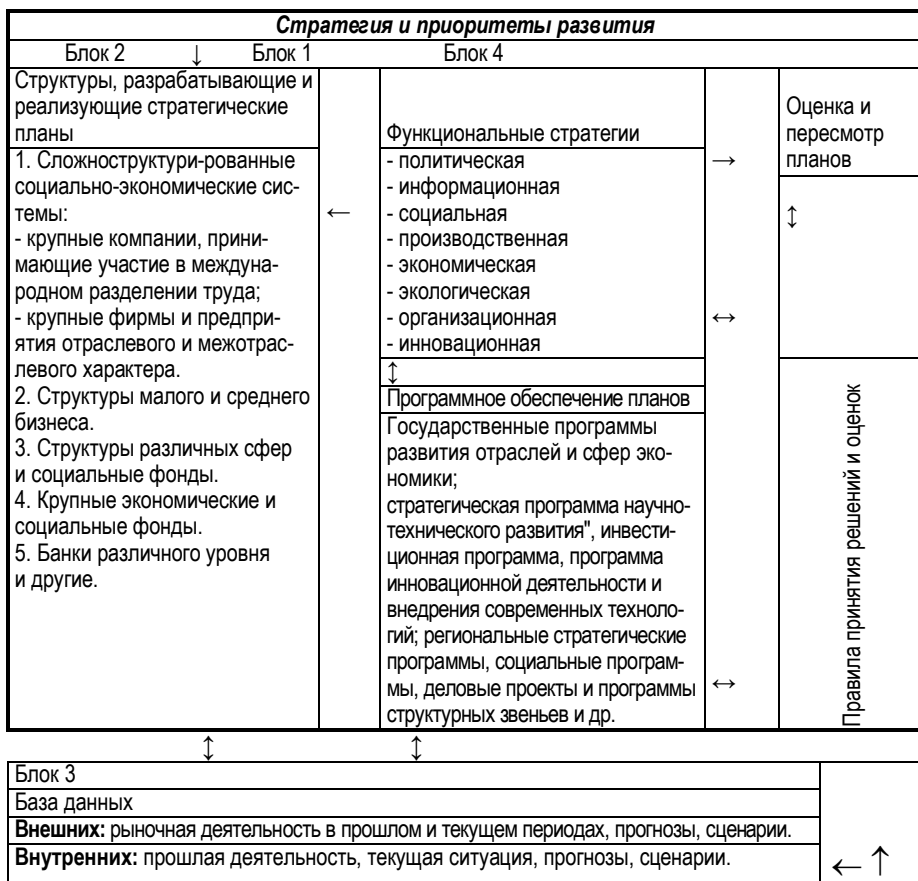 Стратегия и приоритеты развития
Блок 2 ↓ Блок 1 Блок 4
Структуры, разрабатывающие и
реализующие стратегические
планы
1. Сложноструктури-рованные
социально-экономические сис-
темы:
- крупные компании, прини-
мающие участие в междуна-
родном разделении труда;
- крупные фирмы и предпри-
ятия отраслевого и межотрас-
левого характера.
2. Структуры малого и среднего
бизнеса.
3. Структуры различных сфер
и социальные фонды.
4. Крупные экономические и
социальные фонды.
5. Банки различного уровня
и другие.
←
Функциональные стратегии
- политическая
- информационная
- социальная
- производственная
- экономическая
- экологическая
- организационная
- инновационная
↕
Программное обеспечение планов
Государственные программы
развития отраслей и сфер эко-
номики;
стратегическая программа научно-
технического развития", инвести-
ционная программа, программа
инновационной деятельности и
внедрения современных техноло-
гий; региональные стратегические
программы, социальные програм-
мы, деловые проекты и программы
структурных звеньев и др.
→
↔
↔
Оценка и
пересмотр
планов
↕
Правила принятия решений и оценок
↕ ↕
Блок 3
База данных
Внешних: рыночная деятельность в прошлом и текущем периодах, прогнозы, сценарии.
Внутренних: прошлая деятельность, текущая ситуация, прогнозы, сценарии.
← ↑